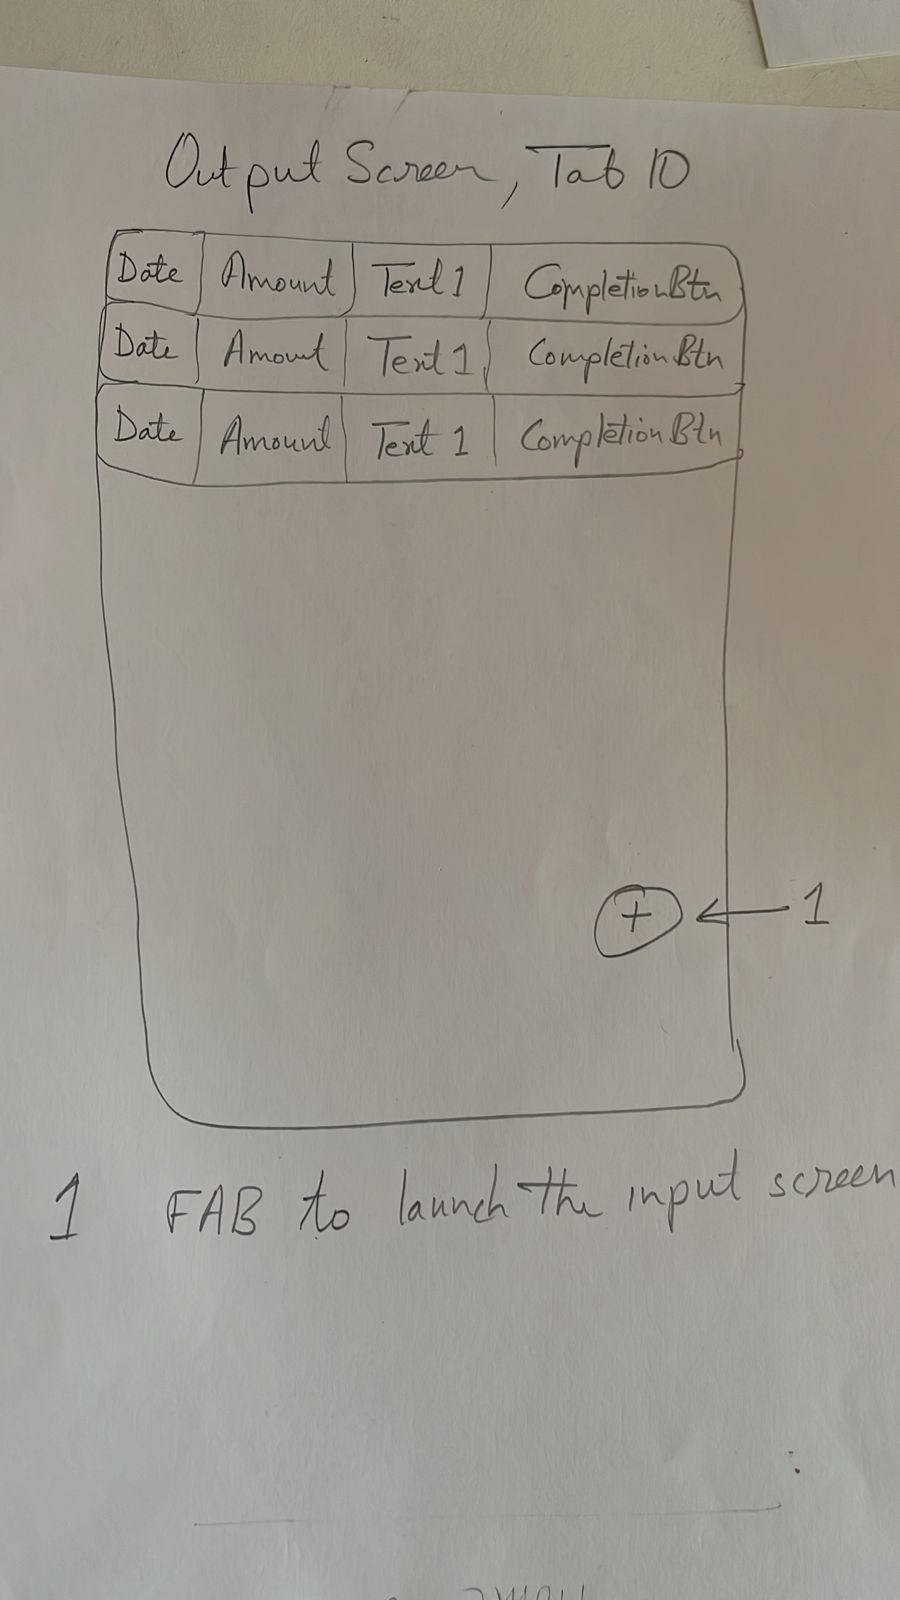 Output Screen, Tab 10
Date Amount Text 1 CompletionBtn
Date Amount Text 1 CompletionBtn
Date Amount Text 1 CompletionBtn
+ 1
1 FAB to launch the input screen